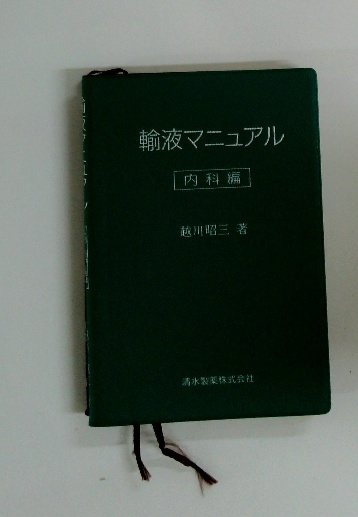 輸液マニュアル
内科編
越川昭三 著
清水製薬株式会社